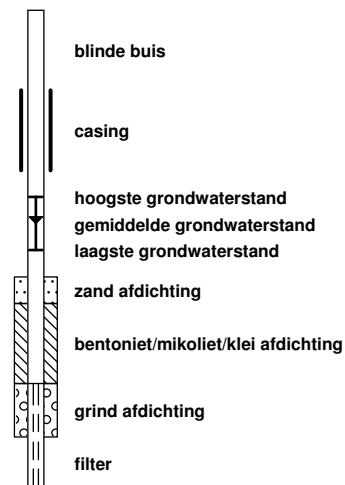 blinde buis
casing
hoogste grondwaterstand
gemiddelde grondwaterstand
laagste grondwaterstand
zand afdichting
bentoniet/mikoliet/klei afdichting
grind afdichting
filter